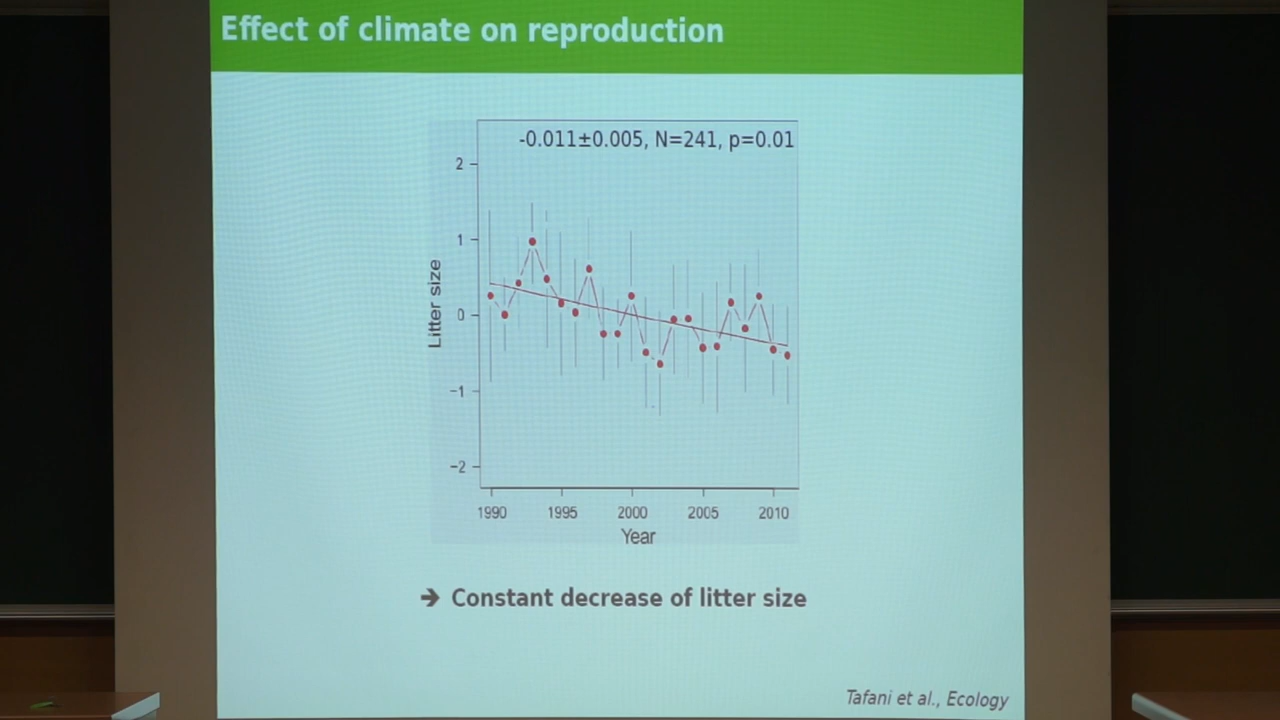 Effect of climate on reproduction
-0.011±0.005, N=241, p=0.01
2
1
0
−1
−2
Litter size
1990 1995 2000 2005 2010
Year
➔ Constant decrease of litter size
Tafani et al., Ecology